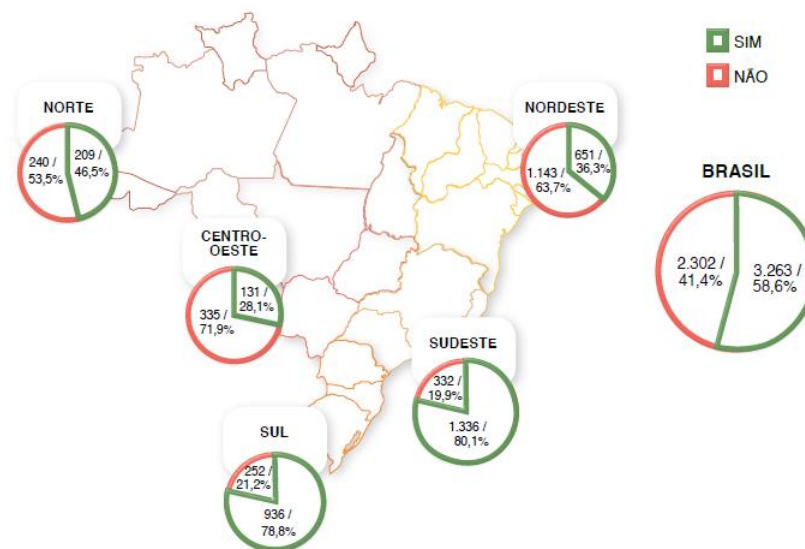 SIM
NÃO
NORTE
240 /
53,5%
209 /
46,5%
NORDESTE
1.143 /
63,7%
651 /
36,3%
BRASIL
2.302 /
41,4%
3.263 /
58,6%
CENTRO-
OESTE
335 /
71,9%
131 /
28,1%
SUDESTE
332 /
19,9%
1.336 /
80,1%
SUL
252 /
21,2%
936 /
78,8%